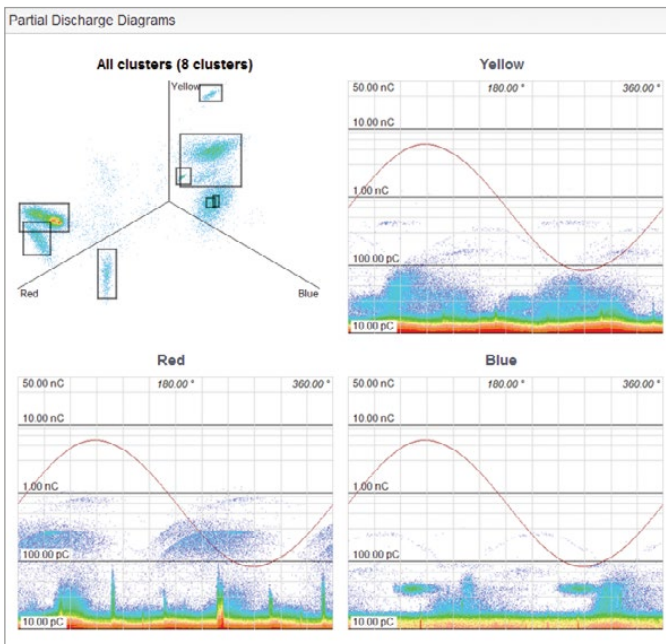 Partial Discharge Diagrams
All clusters (8 clusters)
Yellow
Red
Blue
Yellow
50.00 nC
180.00 °
360.00 °
10.00 nC
1.00 nC
100.00 pC
10.00 pC
Red
50.00 nC
180.00 °
360.00 °
10.00 nC
1.00 nC
100.00 pC
10.00 pC
Blue
50.00 nC
180.00 °
360.00 °
10.00 nC
1.00 nC
100.00 pC
10.00 pC